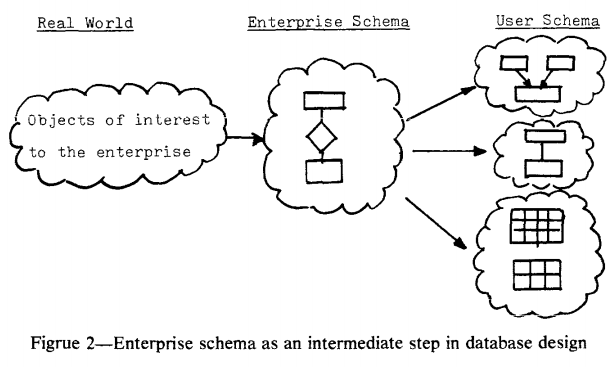 Real World
Enterprise Schema
User Schema
Objects of interest
to the enterprise
Figrue 2—Enterprise schema as an intermediate step in database design